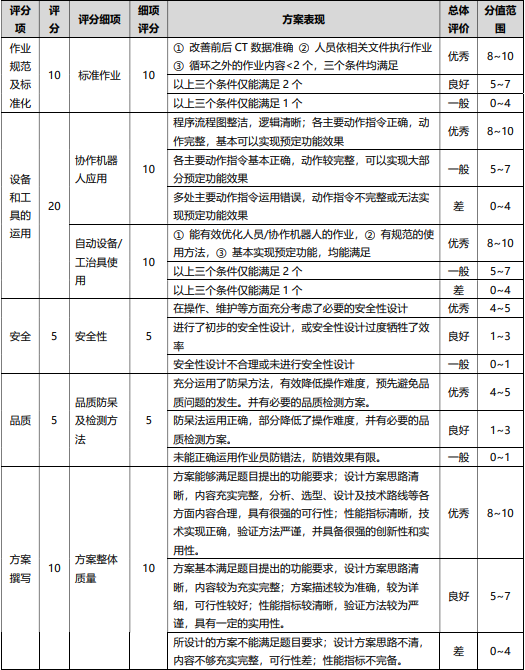 评分项 评分 评分细项 细项评分 方案表现 总体评价 分值范围
作业规范及标准化 10 标准作业 10
① 改善前后 CT 数据准确 ② 人员依相关文件执行作业
③ 循环之外的作业内容<2 个，三个条件均满足
优秀 8~10
以上三个条件仅能满足 2 个 良好 5~7
以上三个条件仅能满足 1 个 一般 0~4
设备和工具的运用 20 协作机器人应用 10
程序流程图整洁，逻辑清晰；各主要动作指令正确，动
作完整，基本可以实现预定功能效果
优秀 8~10
各主要动作指令基本正确，动作较完整，可以实现大部
分预定功能效果
一般 5~7
多处主要动作指令运用错误，动作指令不完整或无法实
现预定功能效果
差 0~4
自动设备/工治具使用 10
① 能有效优化人员/协作机器人的作业，② 有规范的使
用方法，③ 基本实现预定功能，均能满足
优秀 8~10
以上三个条件仅能满足 2 个 一般 5~7
以上三个条件仅能满足 1 个 差 0~4
安全 5 安全性 5
在操作、维护等方面充分考虑了必要的安全性设计 优秀 4~5
进行了初步的安全性设计，或安全性设计过度牺牲了效
率
良好 1~3
安全性设计不合理或未进行安全性设计 一般 0~1
品质 5 品质防呆及检测方法 5
充分运用了防呆方法，有效降低操作难度，预先避免品
质问题的发生。并有必要的品质检测方案。
优秀 4~5
防呆法运用正确，部分降低了操作难度，并有必要的品
质检测方案。
良好 1~3
未能正确运用作业员防错法，防错效果有限。 一般 0~1
方案撰写 10 方案整体质量 10
方案能够满足题目提出的功能要求；设计方案思路清
晰，内容充实完整，分析、选型、设计及技术路线等各
方面内容合理，具有很强的可行性；性能指标清晰，技
术实现正确，验证方法严谨，并具备很强的创新性和实
用性。
优秀 8~10
方案基本满足题目提出的功能要求，设计方案思路清
晰，内容较为充实完整；方案描述较为准确，较为详
细，可行性较好；性能指标较清晰，验证方法较为严
谨，具有一定的实用性。
良好 5~7
所设计的方案不能满足题目要求；设计方案思路不清，
内容不够充实完整，可行性差；性能指标不完备。
差 0~4